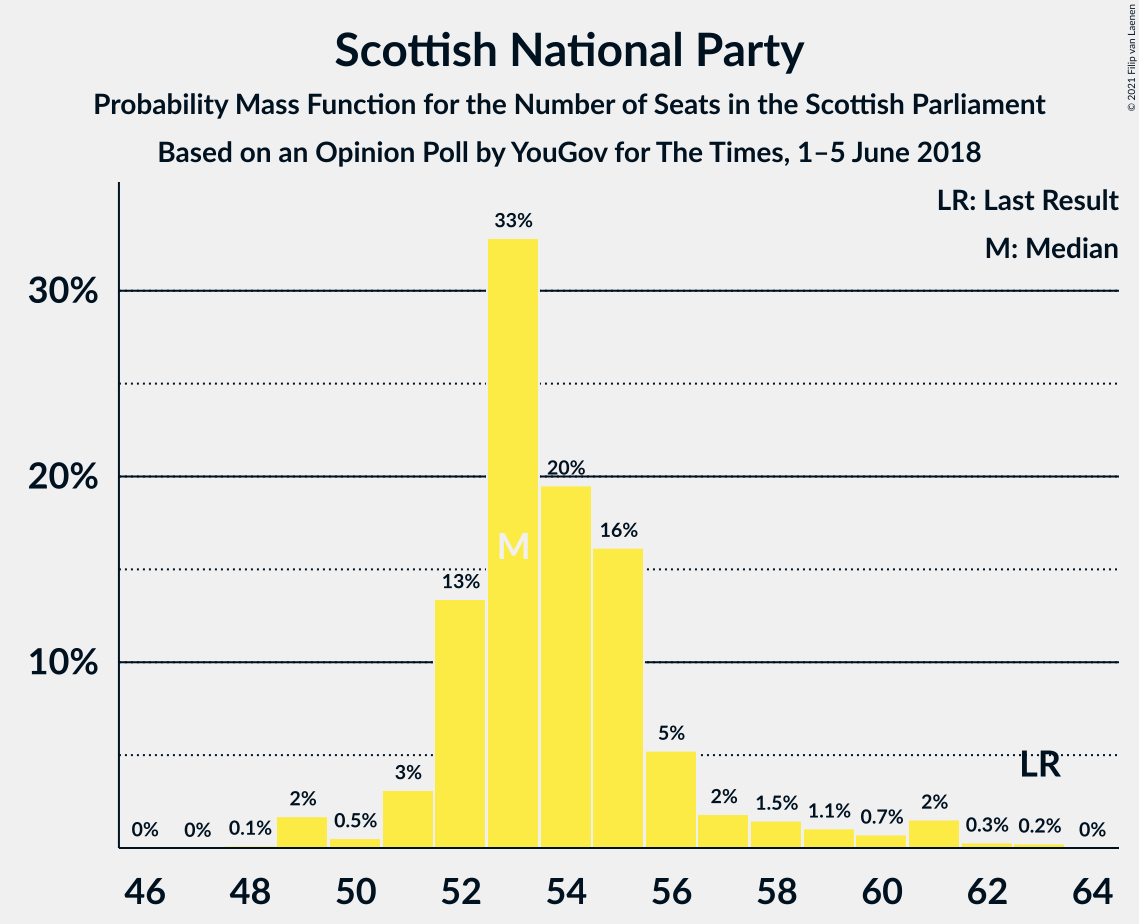 Scottish National Party
Probability Mass Function for the Number of Seats in the Scottish Parliament
Based on an Opinion Poll by YouGov for The Times, 1–5 June 2018
© 2021 Filip van Laenen
LR: Last Result
M: Median
30%
20%
10%
0%
0%
0.1%
2%
0.5%
3%
13%
33%
M
20%
16%
5%
2%
1.5%
1.1%
0.7%
2%
0.3%
0.2%
LR
0%
46 48 50 52 54 56 58 60 62 64